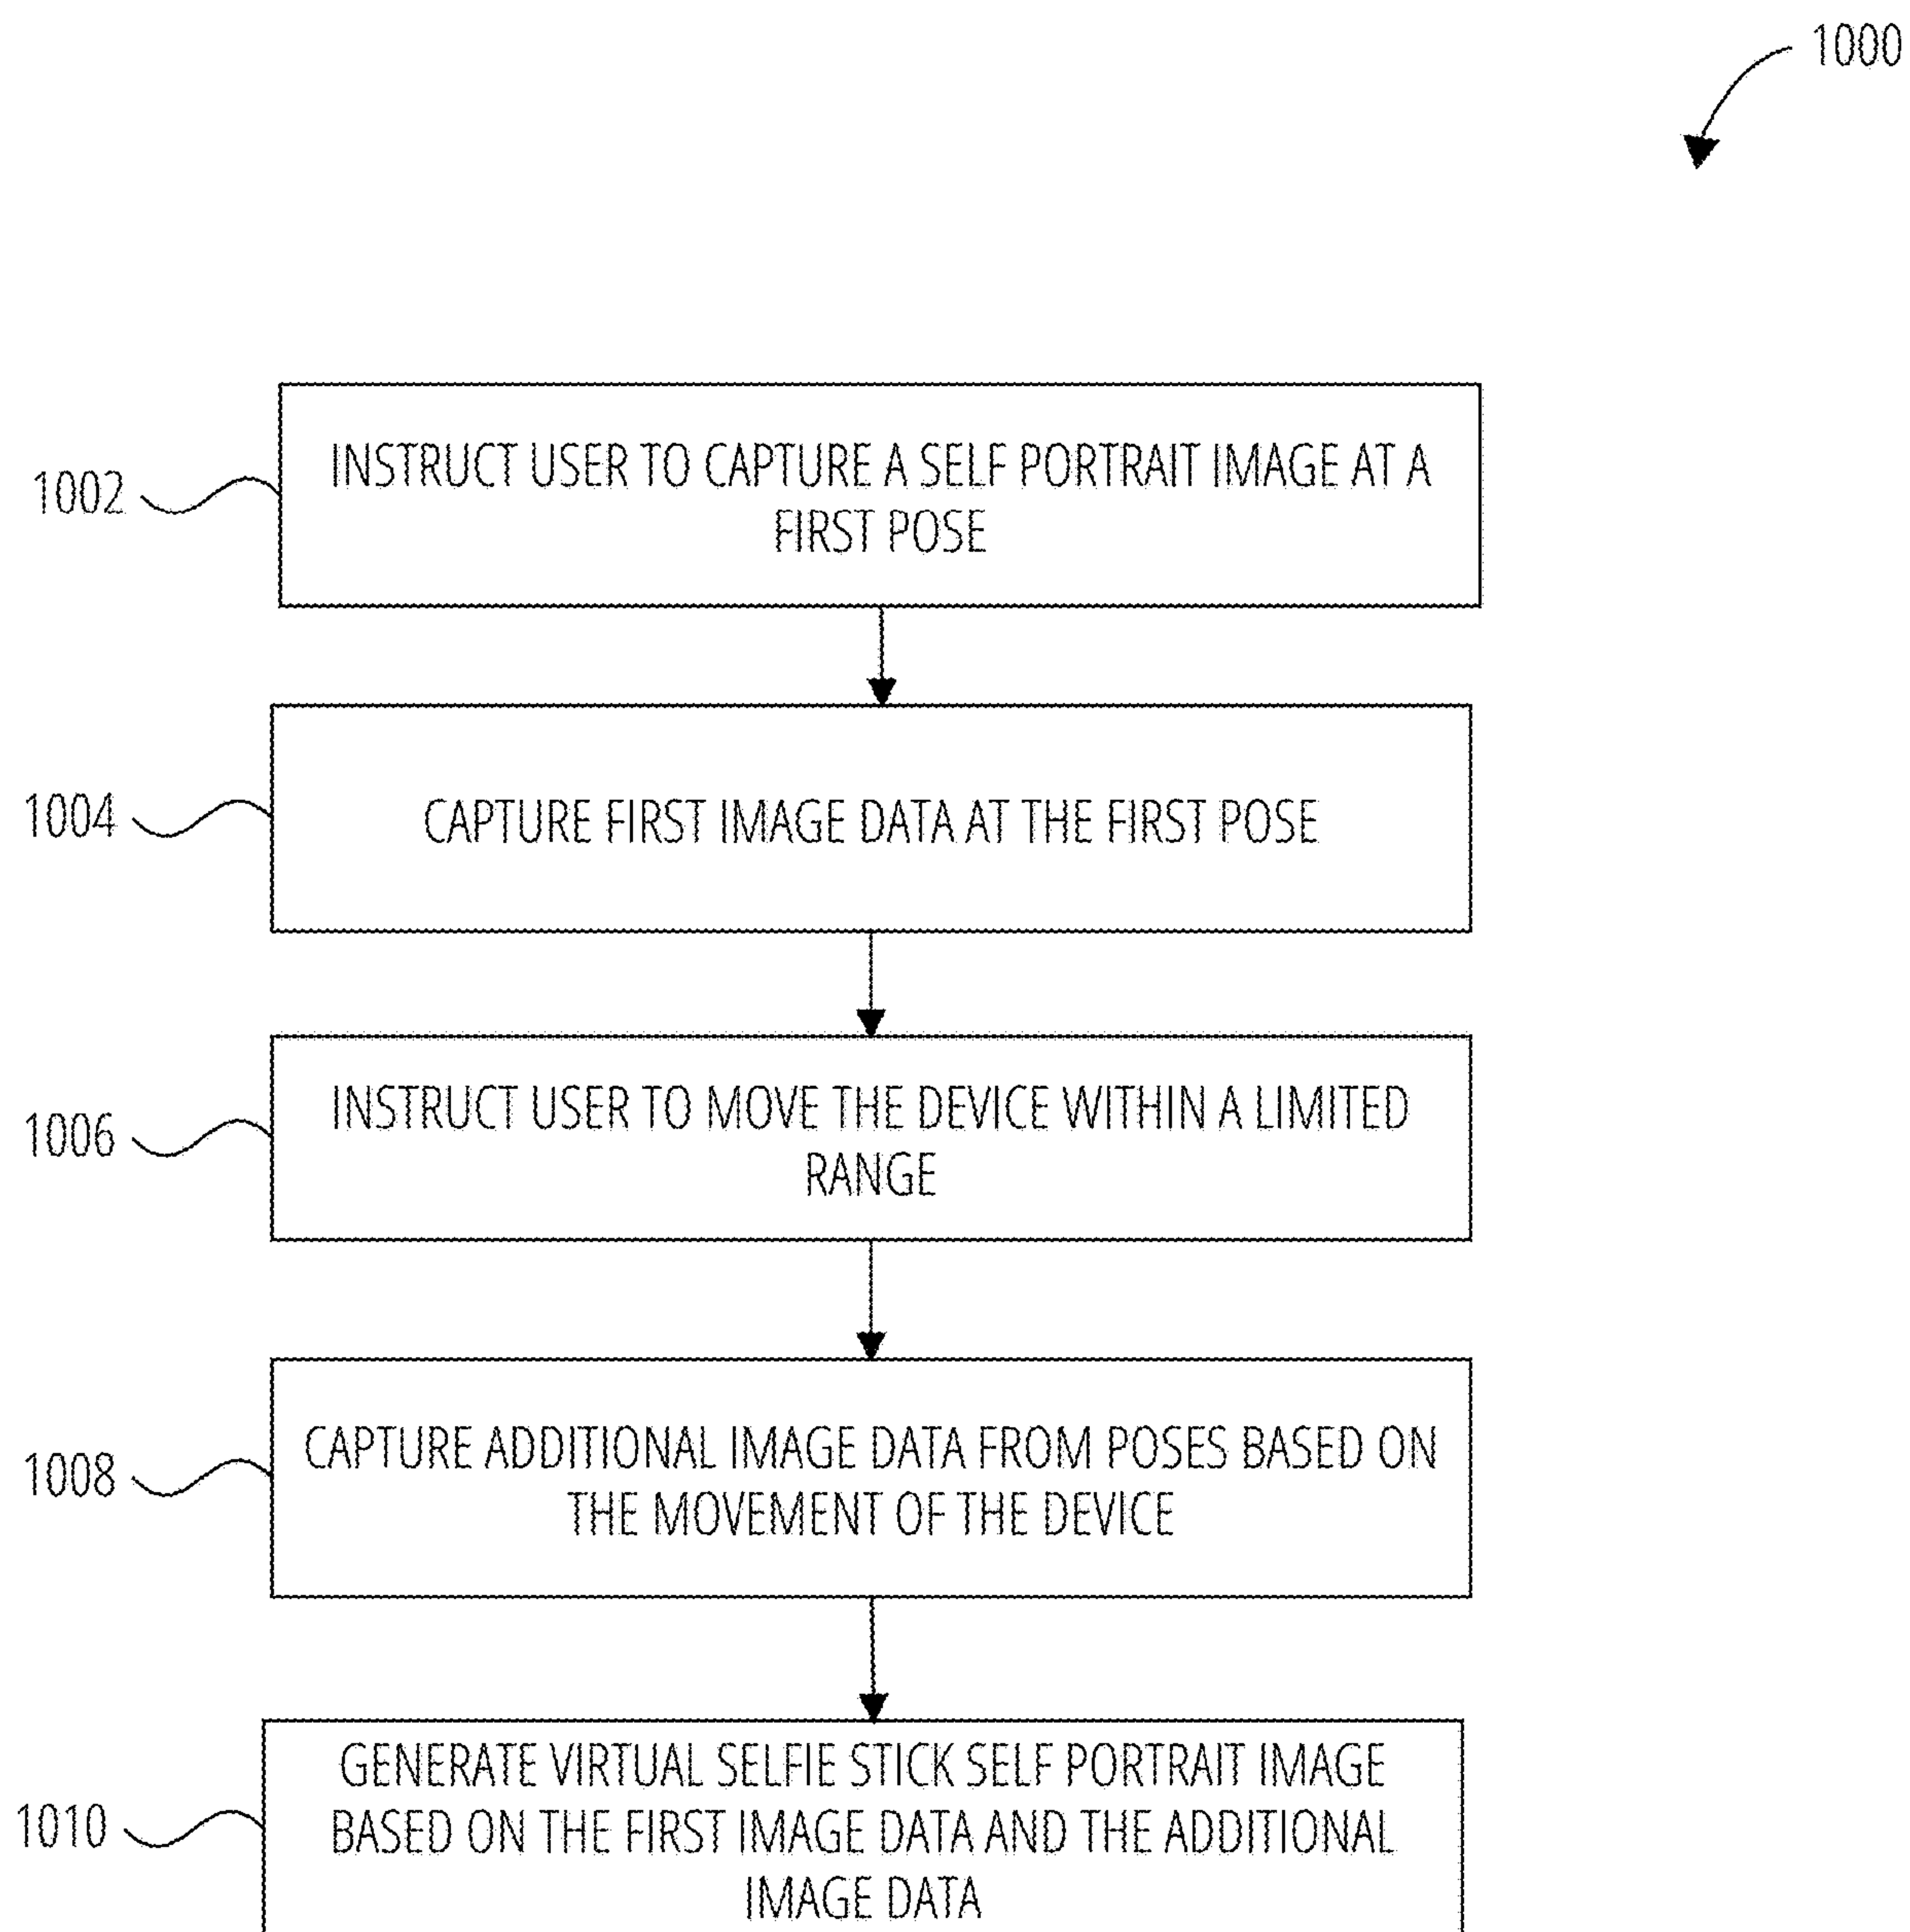 1000
1002
INSTRUCT USER TO CAPTURE A SELF PORTRAIT IMAGE AT A
FIRST POSE
1004
CAPTURE FIRST IMAGE DATA AT THE FIRST POSE
1006
INSTRUCT USER TO MOVE THE DEVICE WITHIN A LIMITED
RANGE
1008
CAPTURE ADDITIONAL IMAGE DATA FROM POSES BASED ON
THE MOVEMENT OF THE DEVICE
1010
GENERATE VIRTUAL SELFIE STICK SELF PORTRAIT IMAGE
BASED ON THE FIRST IMAGE DATA AND THE ADDITIONAL
IMAGE DATA